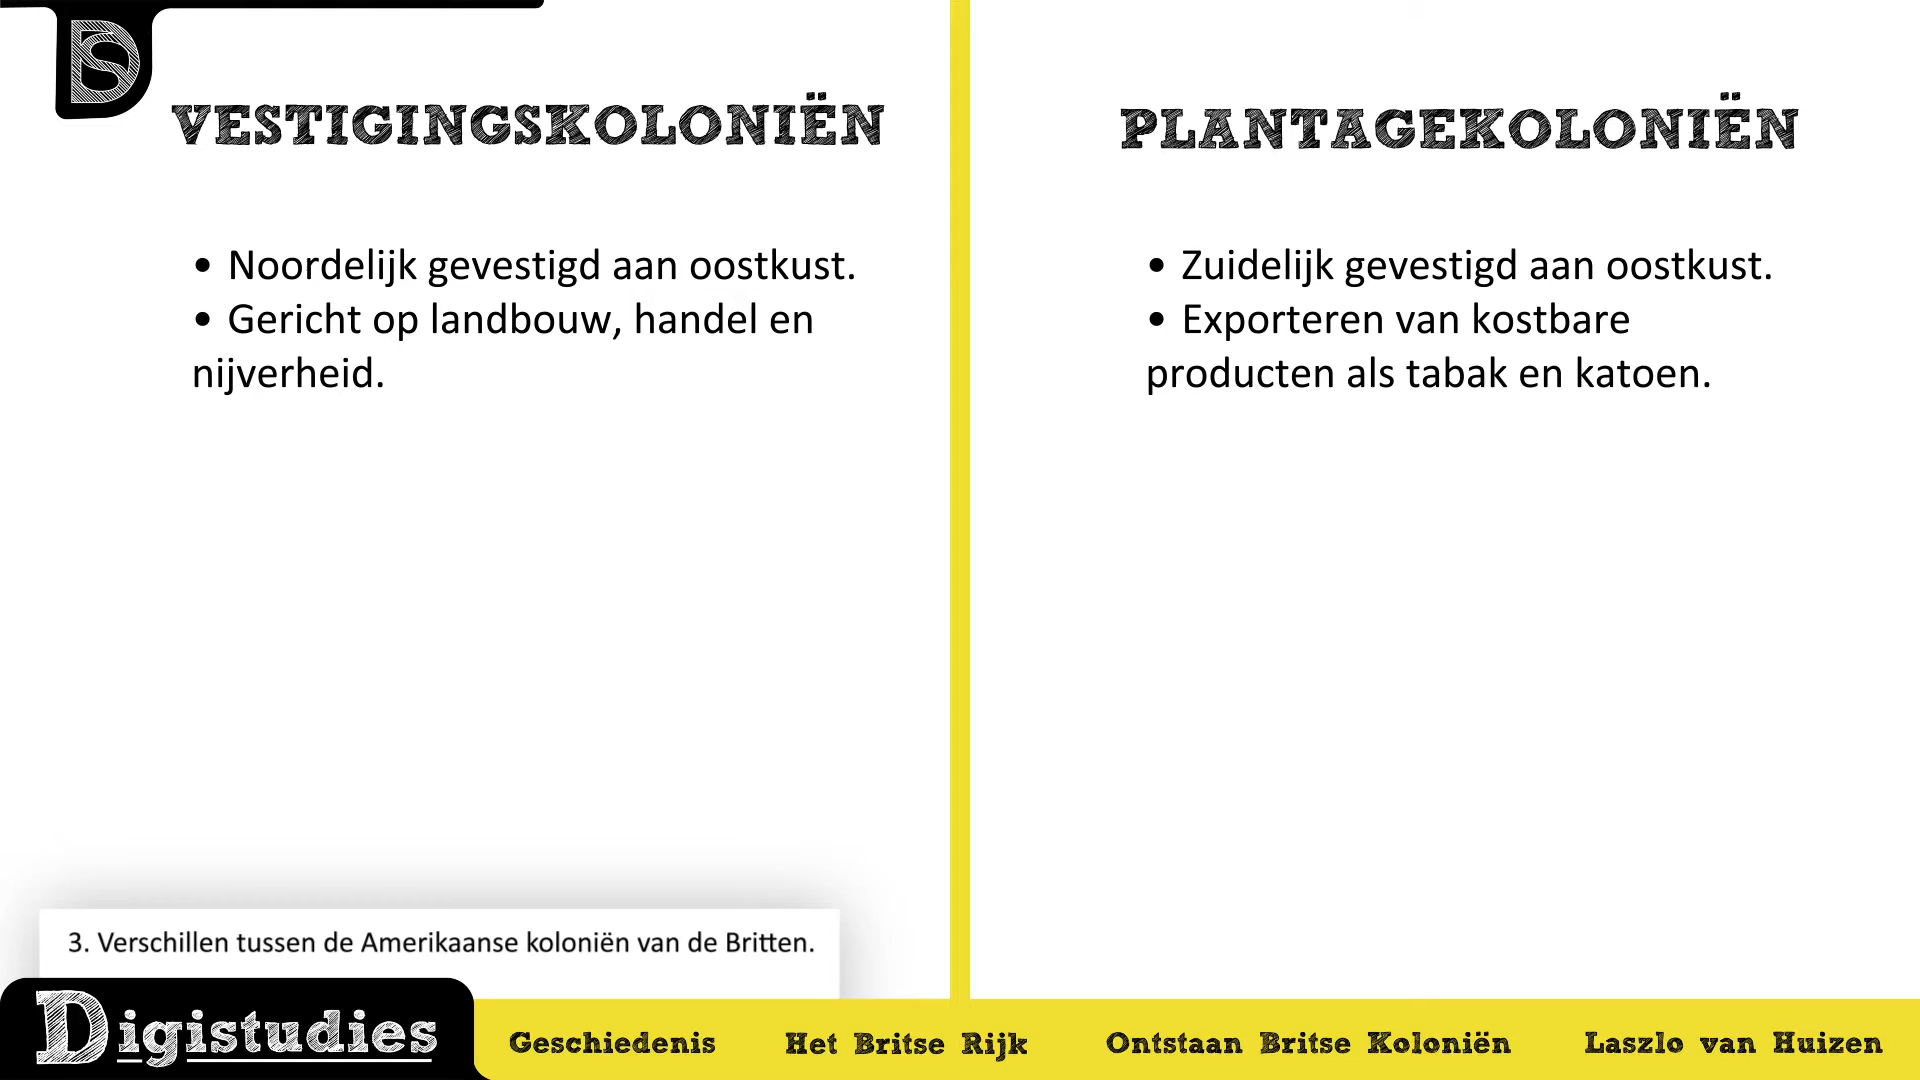 DS
VESTIGINGSKOLONIËN
• Noordelijk gevestigd aan oostkust.
• Gericht op landbouw, handel en
nijverheid.
PLANTAGEKOLONIËN
• Zuidelijk gevestigd aan oostkust.
• Exporteren van kostbare
producten als tabak en katoen.
3. Verschillen tussen de Amerikaanse koloniën van de Britten.
Digistudies
Geschiedenis
Het Britse Rijk
Ontstaan Britse Koloniën
Laszlo van Huizen